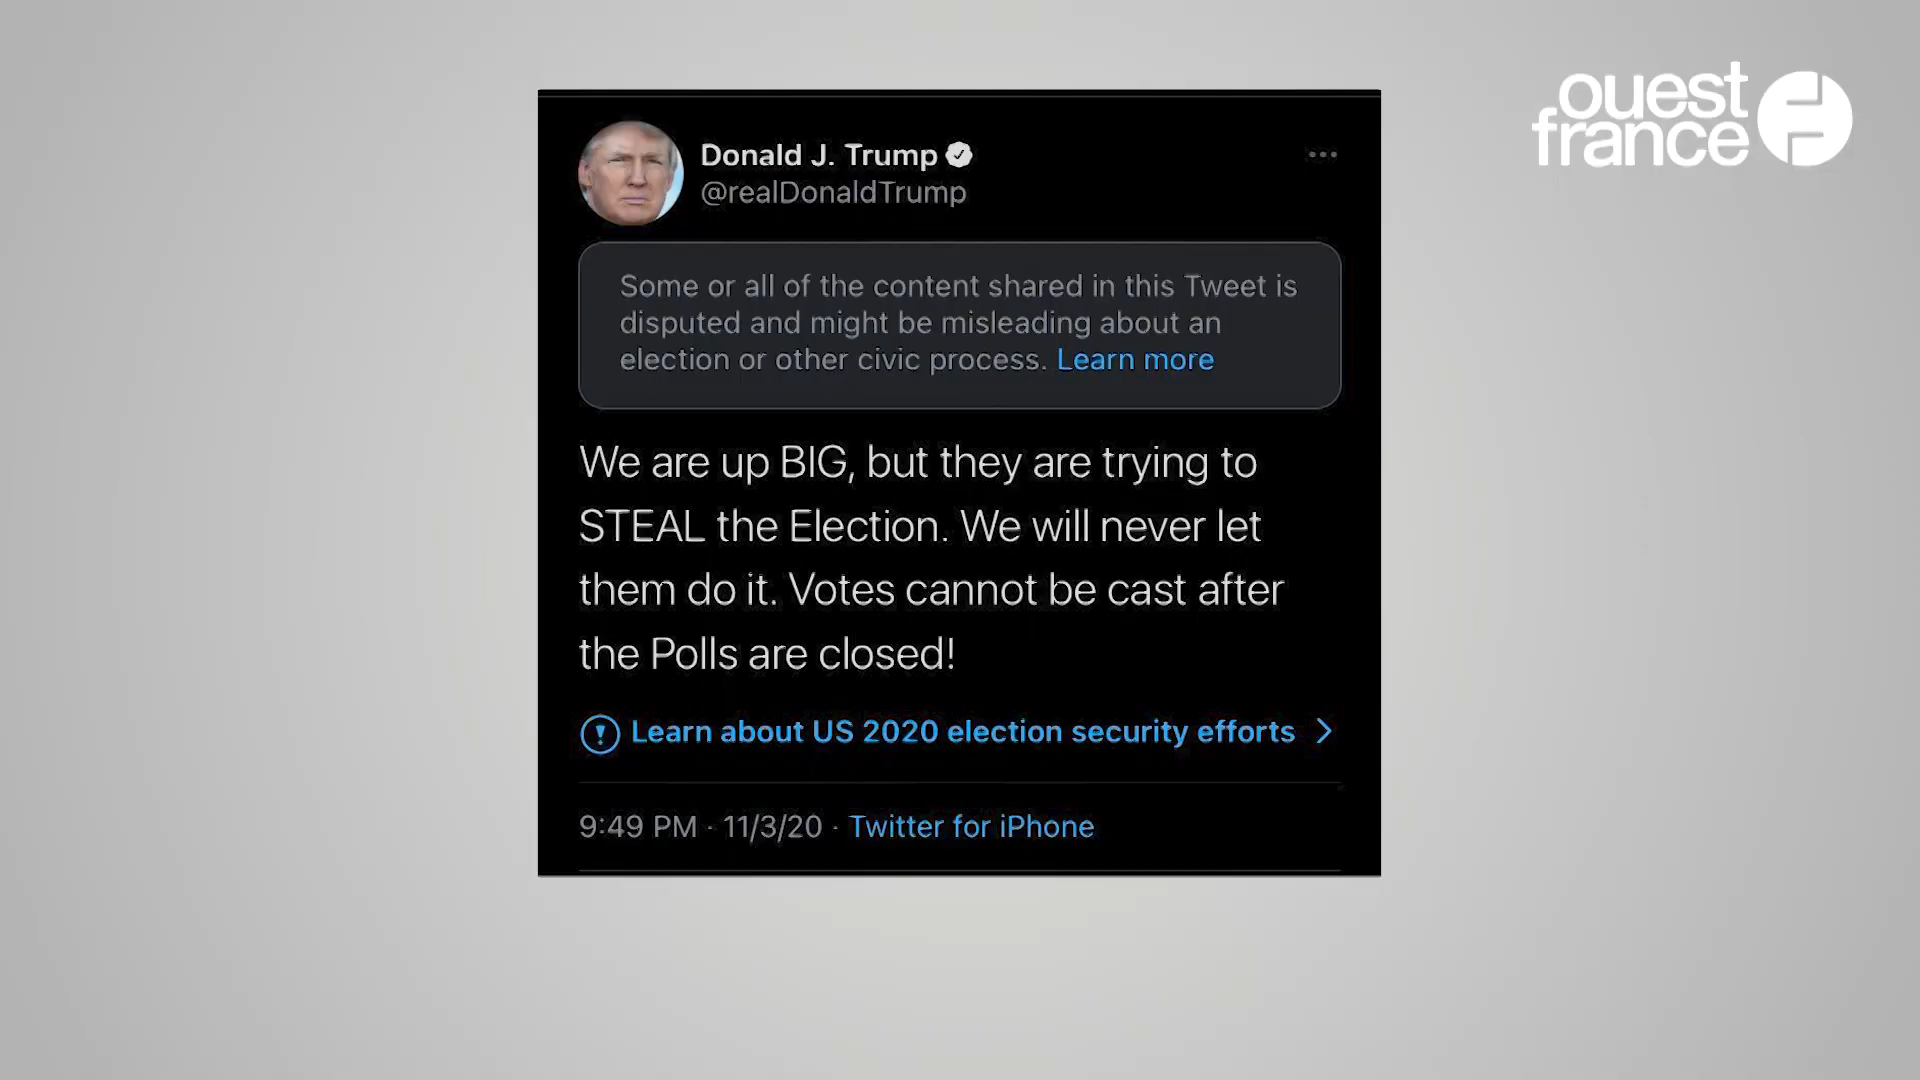 ouest
france
Donald J. Trump
@realDonaldTrump
Some or all of the content shared in this Tweet is
disputed and might be misleading about an
election or other civic process. Learn more
We are up BIG, but they are trying to
STEAL the Election. We will never let
them do it. Votes cannot be cast after
the Polls are closed!
Learn about US 2020 election security efforts
9:49 PM · 11/3/20 · Twitter for iPhone